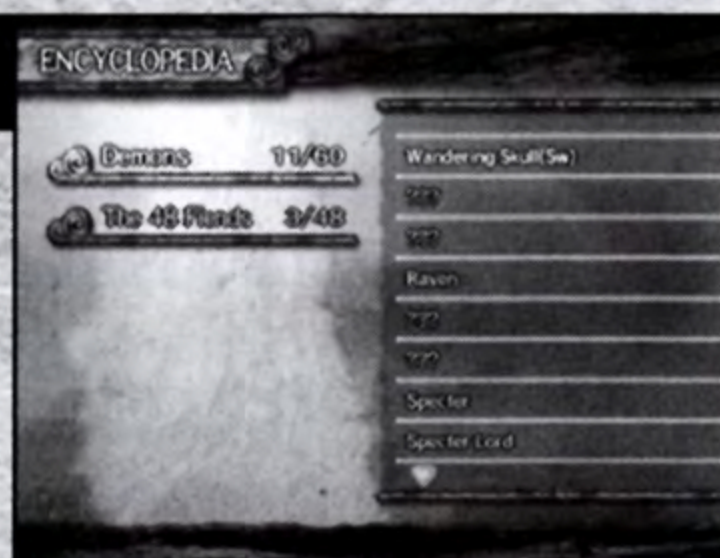 ENCYCLOPEDIA
Demons 11/60
The 48 Fiends 3/48
Wandering Skull(Sw)
???
???
Raven
???
???
Specter
Specter Lord